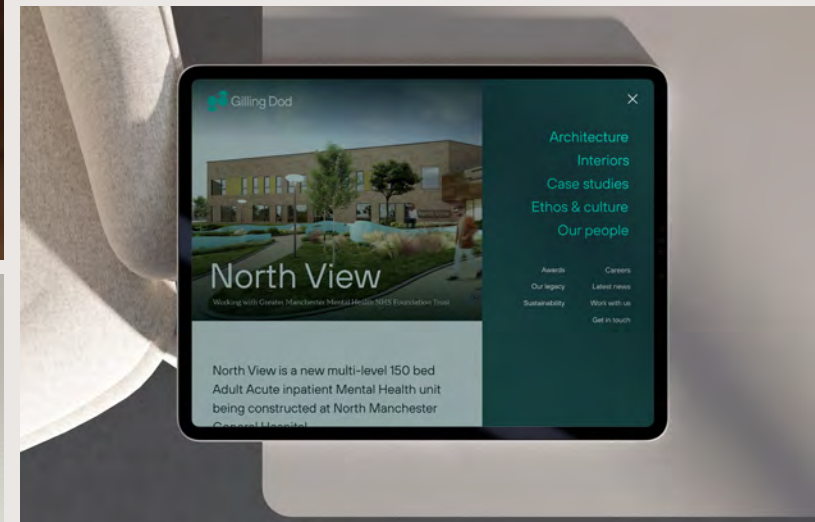 Gilling Dod
North View
Working with Greater Manchester Mental Health NHS Foundation Trust
North View is a new multi-level 150 bed
Adult Acute inpatient Mental Health unit
being constructed at North Manchester
General Hospital
Architecture
Interiors
Case studies
Ethos & culture
Our people
Awards
Our legacy
Sustainability
Careers
Latest news
Work with us
Get in touch